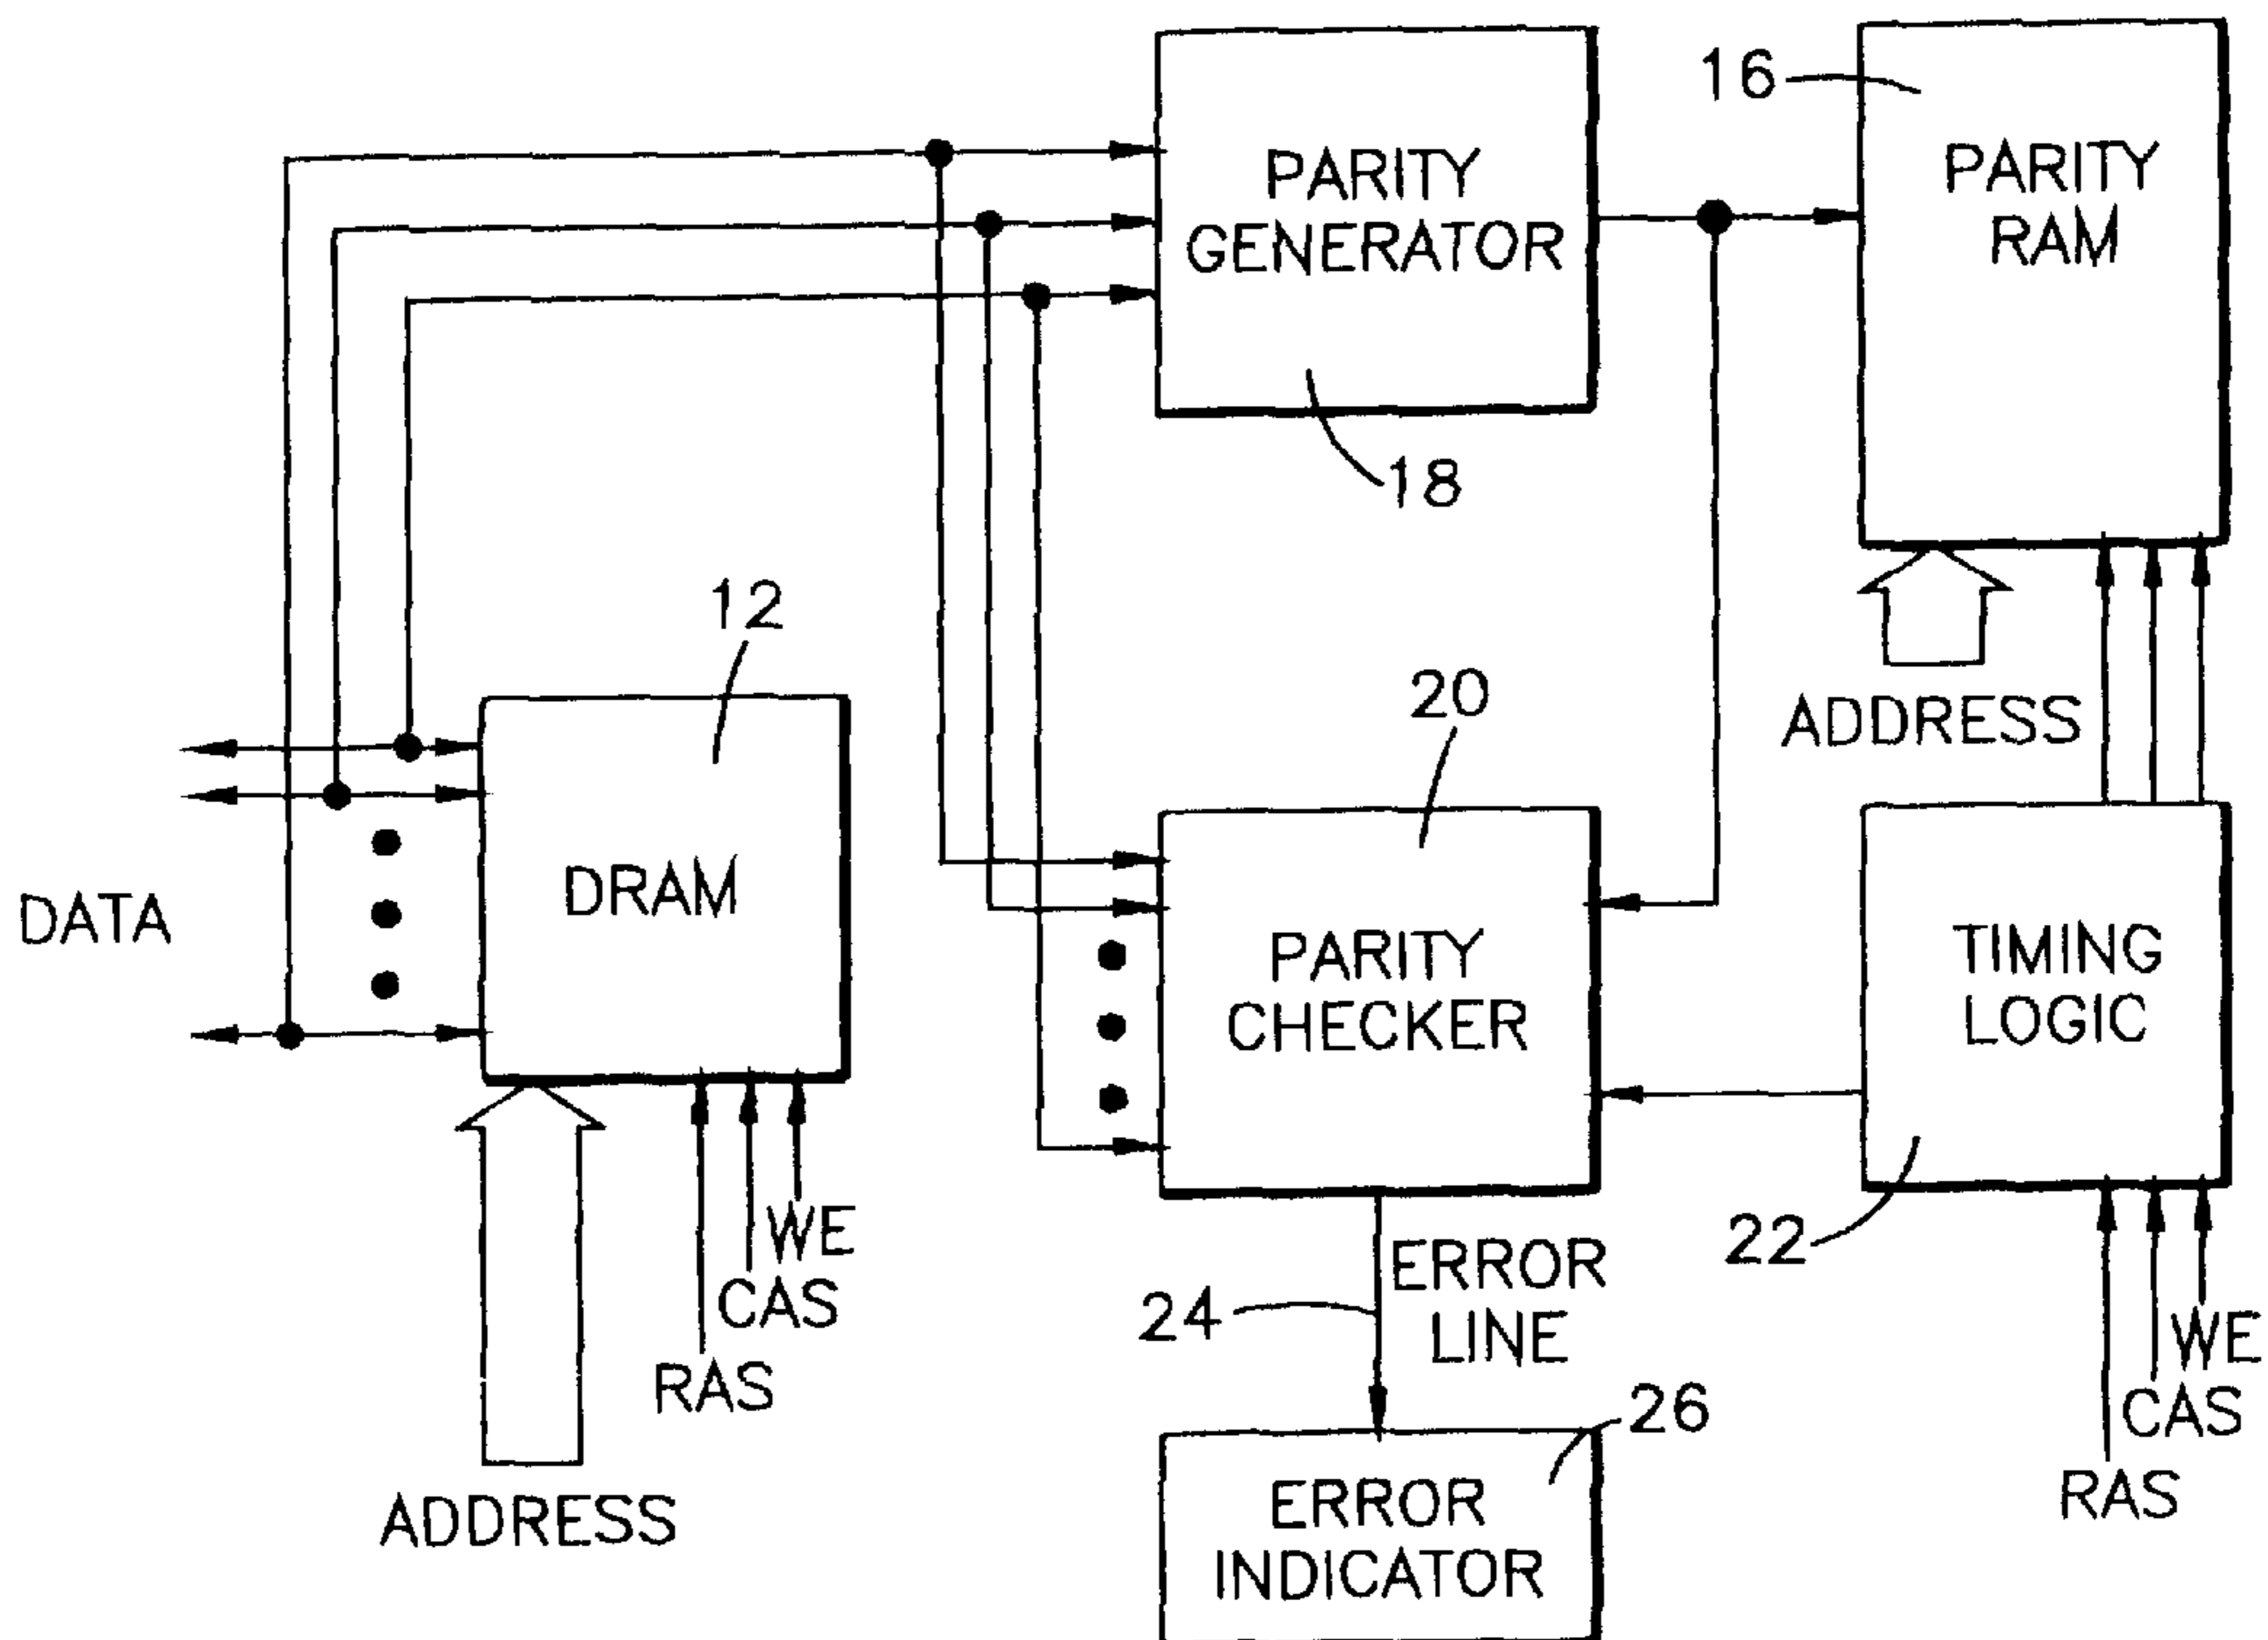 PARITY
GENERATOR
18
16
PARITY
RAM
ADDRESS
12
DATA
DRAM
WE
CAS
RAS
ADDRESS
20
PARITY
CHECKER
TIMING
LOGIC
22
WE
CAS
RAS
24
ERROR
LINE
26
ERROR
INDICATOR